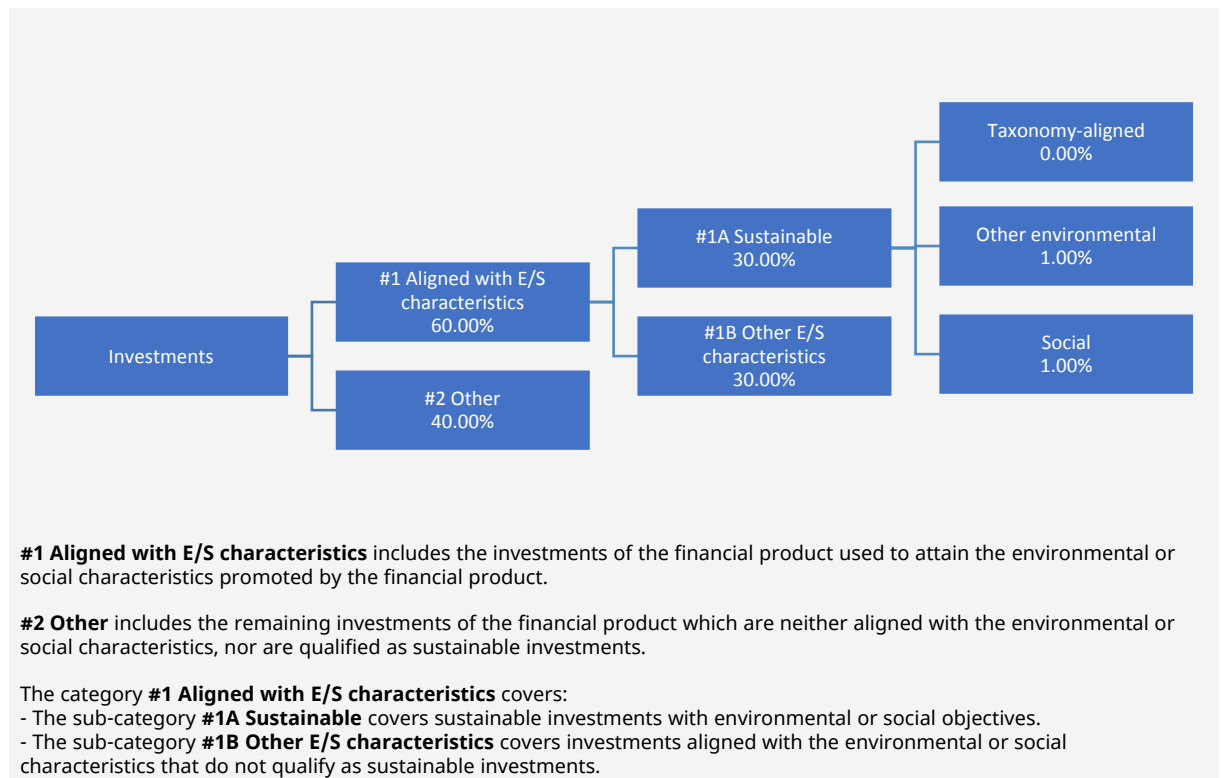 Taxonomy-aligned
0.00%
#1A Sustainable
30.00%
Other environmental
1.00%
#1 Aligned with E/S
characteristics
60.00%
Investments
#1B Other E/S
characteristics
30.00%
Social
1.00%
#2 Other
40.00%
#1 Aligned with E/S characteristics includes the investments of the financial product used to attain the environmental or
social characteristics promoted by the financial product.
#2 Other includes the remaining investments of the financial product which are neither aligned with the environmental or
social characteristics, nor are qualified as sustainable investments.
The category #1 Aligned with E/S characteristics covers:
- The sub-category #1A Sustainable covers sustainable investments with environmental or social objectives.
- The sub-category #1B Other E/S characteristics covers investments aligned with the environmental or social
characteristics that do not qualify as sustainable investments.